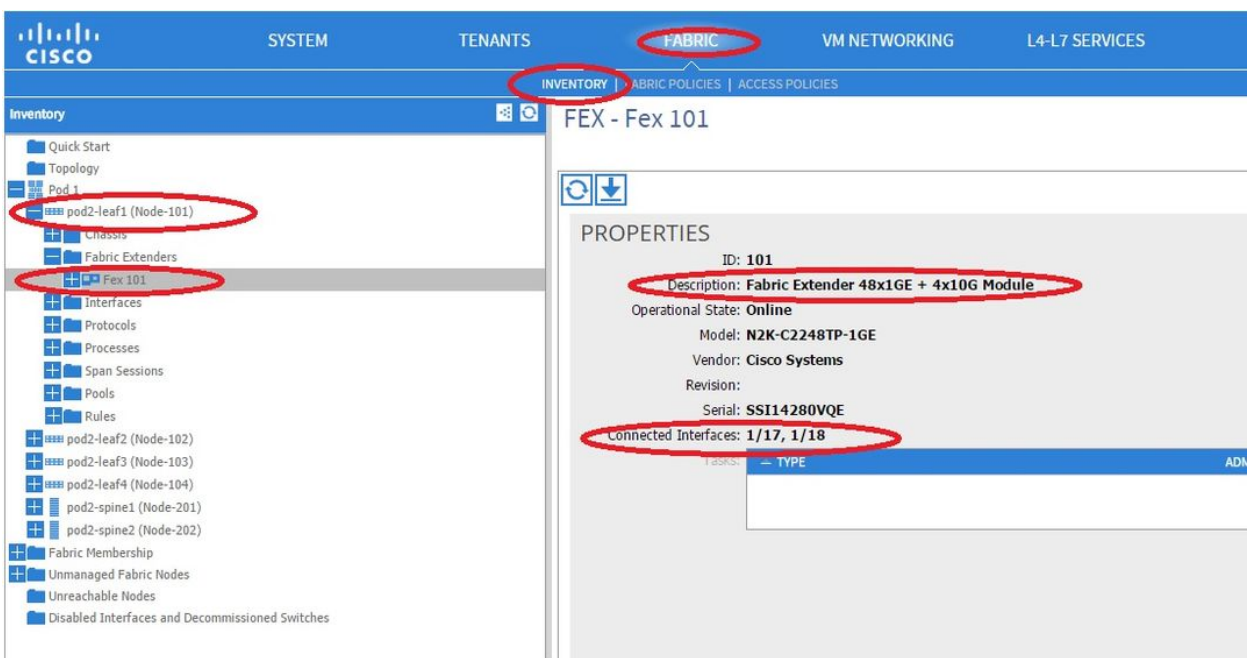 CISCO
SYSTEM
TENANTS
FABRIC
VM NETWORKING
L4-L7 SERVICES
INVENTORY | FABRIC POLICIES | ACCESS POLICIES
Inventory
Quick Start
Topology
Pod 1
pod2-leaf1 (Node-101)
Chassis
Fabric Extenders
Fex 101
Interfaces
Protocols
Processes
Span Sessions
Pools
Rules
pod2-leaf2 (Node-102)
pod2-leaf3 (Node-103)
pod2-leaf4 (Node-104)
pod2-spine1 (Node-201)
pod2-spine2 (Node-202)
Fabric Membership
Unmanaged Fabric Nodes
Unreachable Nodes
Disabled Interfaces and Decommissioned Switches
FEX - Fex 101
PROPERTIES
ID: 101
Description: Fabric Extender 48x1GE + 4x10G Module
Operational State: Online
Model: N2K-C2248TP-1GE
Vendor: Cisco Systems
Revision:
Serial: SSI14280VQE
Connected Interfaces: 1/17, 1/18
Tasks:
TYPE
ADM